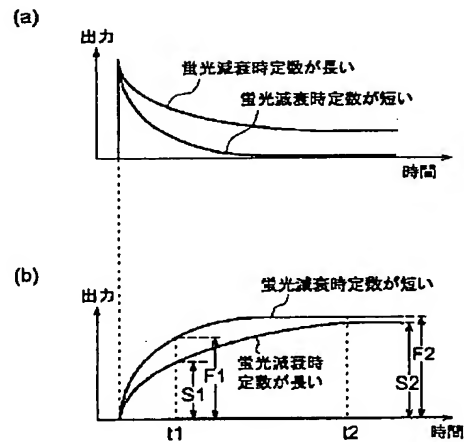 (a)
出力
蛍光減衰時定数が長い
蛍光減衰時定数が短い
時間
(b)
出力
蛍光減衰時定数が短い
蛍光減衰時
定数が長い
S1
F1
S2
F2
t1
t2
時間